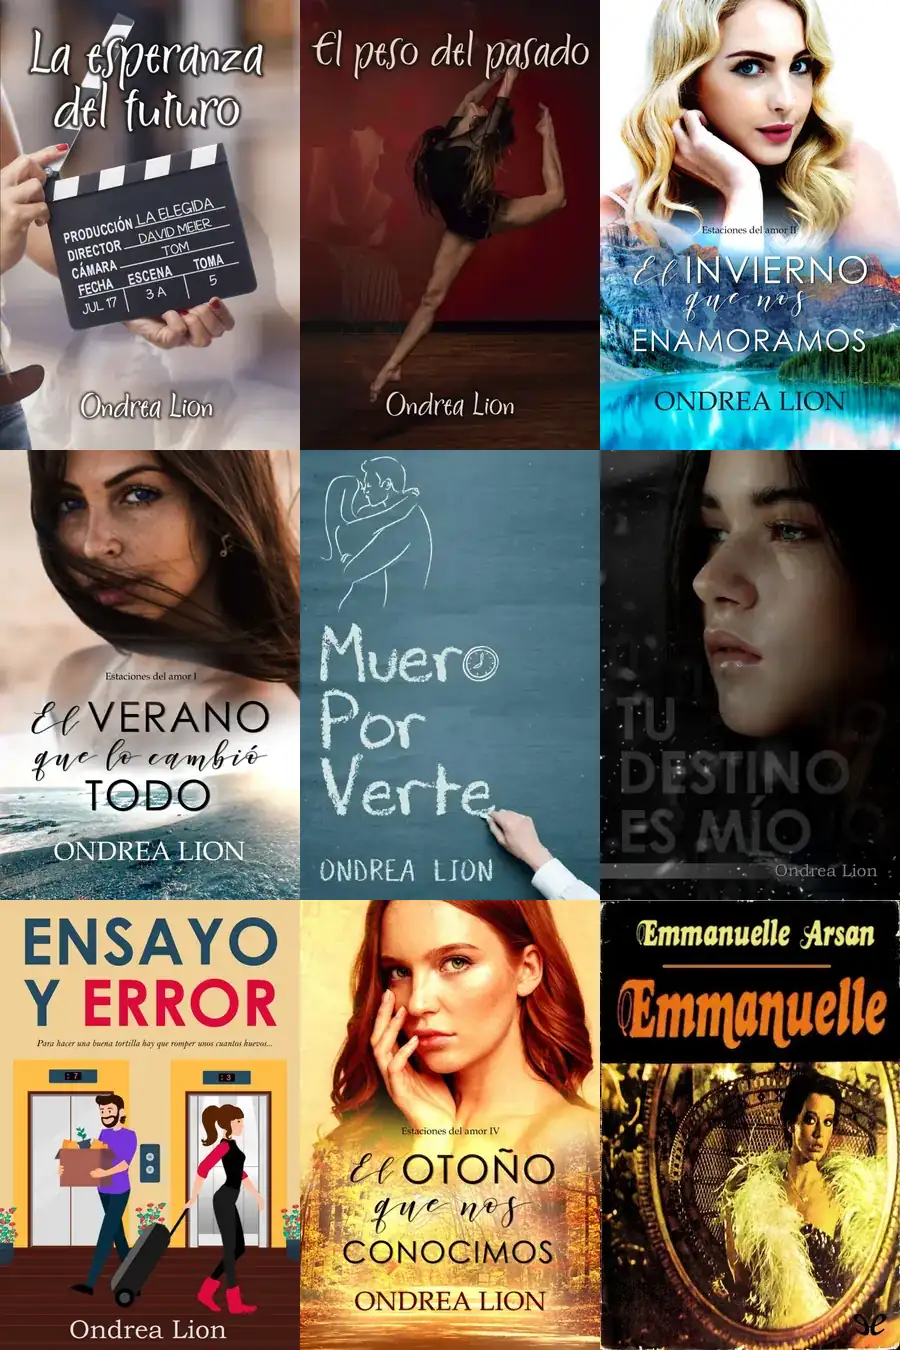 La esperanza
del futuro
PRODUCCIÓN LA ELEGIDA
DIRECTOR DAVID MEIER
CÁMARA TOM
FECHA ESCENA TOMA
JUL 17 3 A 5
Ondrea Lion
El peso del pasado
Ondrea Lion
Estaciones del amor II
El INVIERNO
que nos
ENAMORAMOS
ONDREA LION
Estaciones del amor I
El VERANO
que lo cambió
TODO
ONDREA LION
Muero
Por
Verte
ONDREA LION
TU
DESTINO
ES MÍO
Ondrea Lion
ENSAYO
Y ERROR
Para hacer una buena tortilla hay que romper unos cuantos huevos...
: 7
: 3
Ondrea Lion
Estaciones del amor IV
El OTOÑO
que nos
CONOCIMOS
ONDREA LION
Emmanuelle Arsan
Emmanuelle